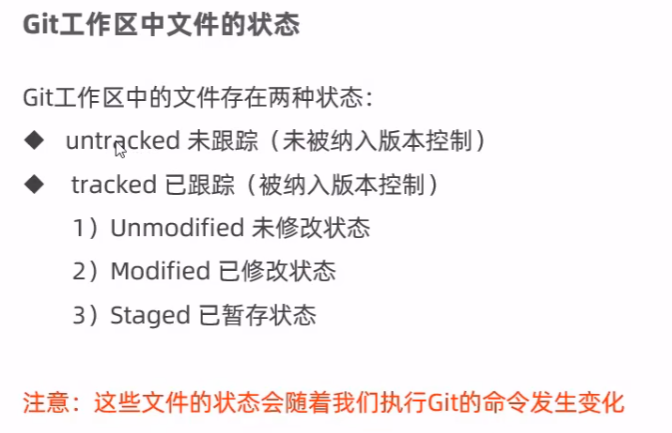 Git工作区中文件的状态
Git工作区中的文件存在两种状态：
◆ untracked 未跟踪（未被纳入版本控制）
◆ tracked 已跟踪（被纳入版本控制）
1）Unmodified 未修改状态
2）Modified 已修改状态
3）Staged 已暂存状态
注意：这些文件的状态会随着我们执行Git的命令发生变化